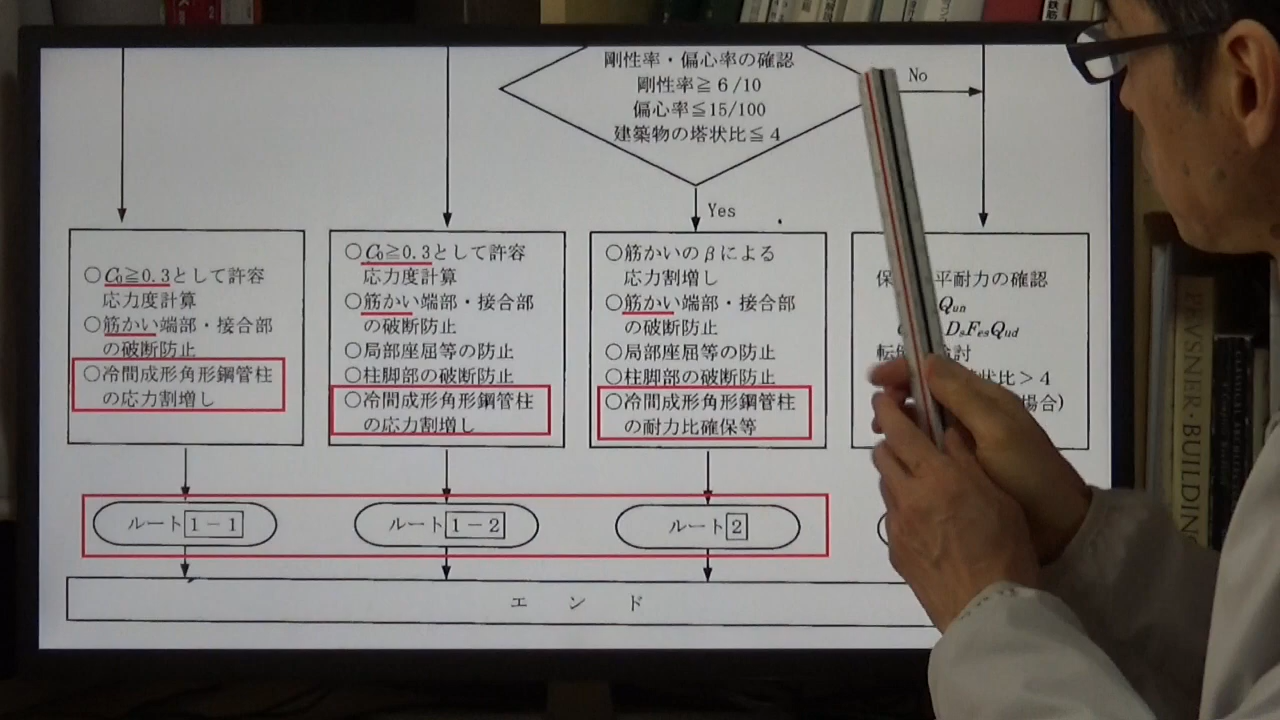 剛性率・偏心率の確認
剛性率≧6/10
偏心率≦15/100
建築物の塔状比≦4
No
Yes
○C₀≧0.3として許容
応力度計算
○筋かい端部・接合部
の破断防止
○冷間成形角形鋼管柱
の応力割増し
○C₀≧0.3として許容
応力度計算
○筋かい端部・接合部
の破断防止
○局部座屈等の防止
○柱脚部の破断防止
○冷間成形角形鋼管柱
の応力割増し
○筋かいのβによる
応力割増し
○筋かい端部・接合部
の破断防止
○局部座屈等の防止
○柱脚部の破断防止
○冷間成形角形鋼管柱
の耐力比確保等
保 平耐力の確認
Qun
DsFesQud
転 討
状比>4
場合)
ルート1-1
ルート1-2
ルート2
エンド
PEVSNER・BUILDIN